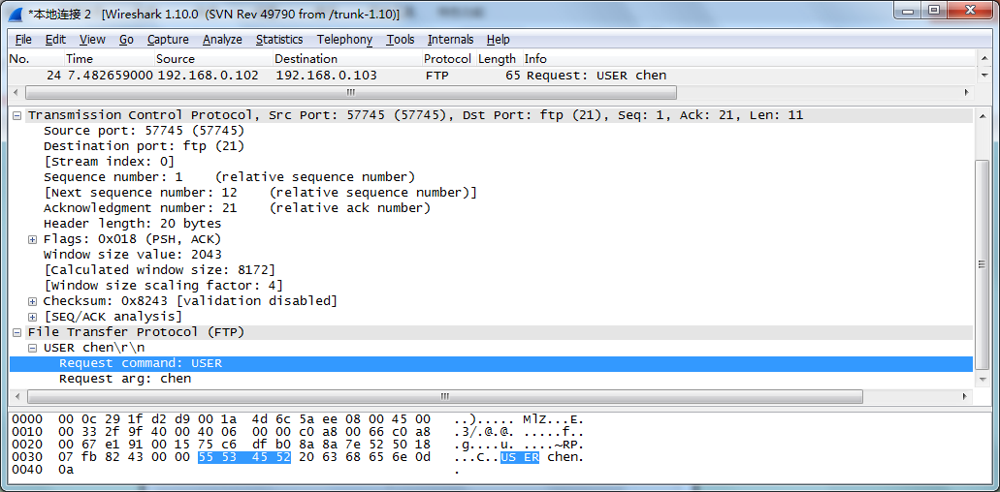 *本地连接 2 [Wireshark 1.10.0 (SVN Rev 49790 from /trunk-1.10)]
File Edit View Go Capture Analyze Statistics Telephony Tools Internals Help
No. Time Source Destination Protocol Length Info
24 7.482659000 192.168.0.102 192.168.0.103 FTP 65 Request: USER chen
Transmission Control Protocol, Src Port: 57745 (57745), Dst Port: ftp (21), Seq: 1, Ack: 21, Len: 11
Source port: 57745 (57745)
Destination port: ftp (21)
[Stream index: 0]
Sequence number: 1 (relative sequence number)
[Next sequence number: 12 (relative sequence number)]
Acknowledgment number: 21 (relative ack number)
Header length: 20 bytes
Flags: 0x018 (PSH, ACK)
Window size value: 2043
[Calculated window size: 8172]
[Window size scaling factor: 4]
Checksum: 0x8243 [validation disabled]
[SEQ/ACK analysis]
File Transfer Protocol (FTP)
USER chen\r\n
Request command: USER
Request arg: chen
0000 00 0c 29 1f d2 d9 00 1a 4d 6c 5a ee 08 00 45 00 ..)..... MlZ...E.
0010 00 33 2f 9f 40 00 40 06 00 00 c0 a8 00 66 c0 a8 .3/.@.@. .....f..
0020 00 67 e1 91 00 15 75 c6 df b0 8a 8a 7e 52 50 18 .g....u. ....~RP.
0030 07 fb 82 43 00 00 55 53 45 52 20 63 68 65 6e 0d ...C..US ER chen.
0040 0a .